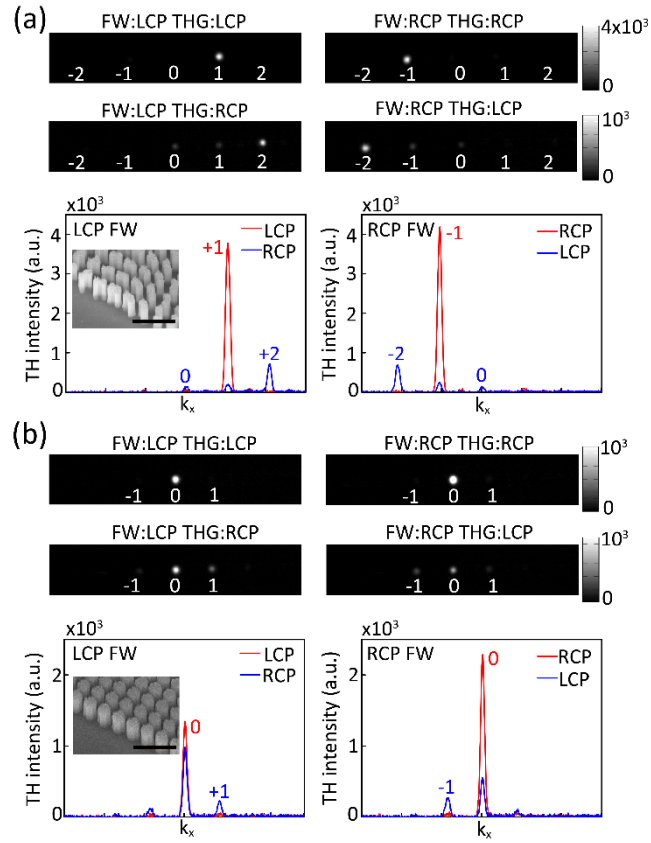 (a)
FW:LCP THG:LCP
FW:RCP THG:RCP
-2 -1 0 1 2
-2 -1 0 1 2
4x10³
0
FW:LCP THG:RCP
FW:RCP THG:LCP
-2 -1 0 1 2
-2 -1 0 1 2
10³
0
x10³
TH intensity (a.u.)
4
3
2
1
0
LCP FW
LCP
RCP
+1
0
+2
kₓ
RCP FW
RCP
LCP
-1
-2
0
kₓ
(b)
FW:LCP THG:LCP
FW:RCP THG:RCP
-1 0 1
-1 0 1
10³
0
FW:LCP THG:RCP
FW:RCP THG:LCP
-1 0 1
-1 0 1
10³
0
x10³
TH intensity (a.u.)
2
1
0
LCP FW
LCP
RCP
0
+1
kₓ
RCP FW
RCP
LCP
0
-1
kₓ